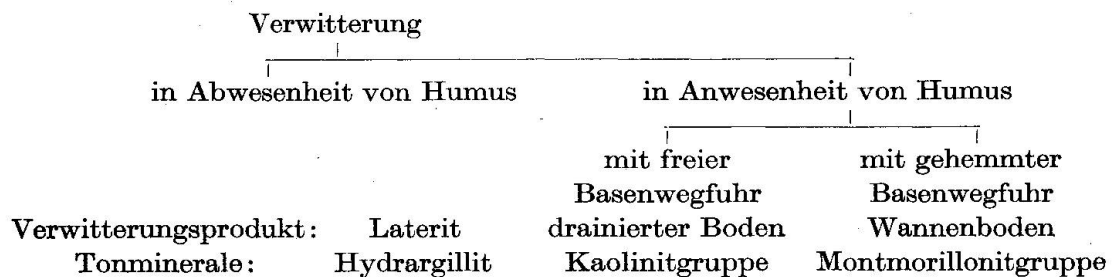 Verwitterung
in Abwesenheit von Humus in Anwesenheit von Humus
mit freier mit gehemmter
Basenwegfuhr Basenwegfuhr
Verwitterungsprodukt: Laterit drainierter Boden Wannenboden
Tonminerale: Hydrargillit Kaolinitgruppe Montmorillonitgruppe